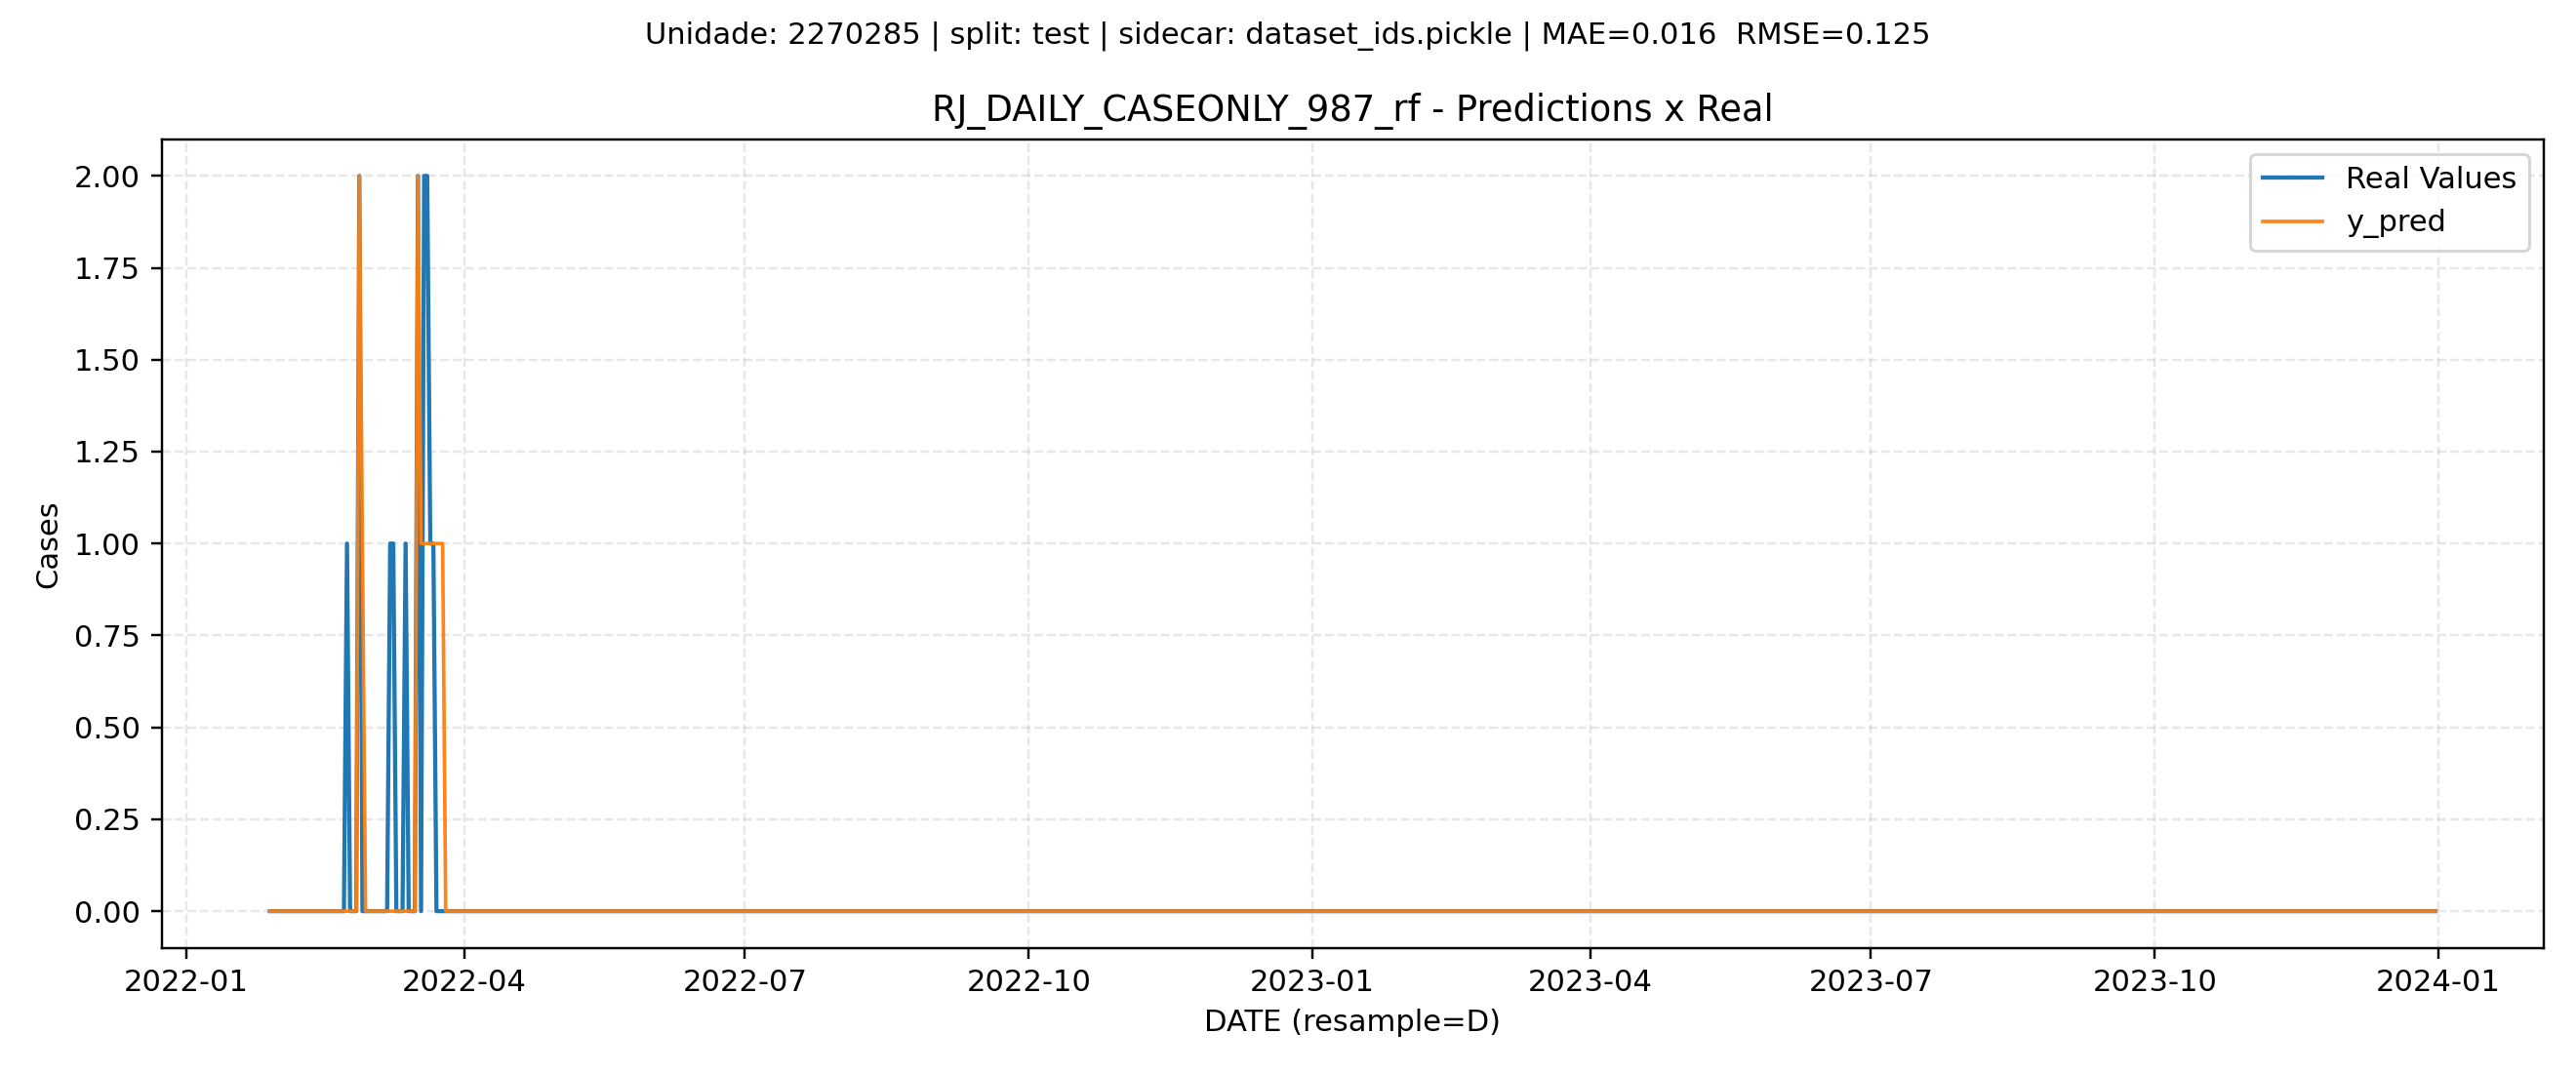 Unidade: 2270285 | split: test | sidecar: dataset_ids.pickle | MAE=0.016  RMSE=0.125
RJ_DAILY_CASEONLY_987_rf - Predictions x Real
Real Values
y_pred
2.00
1.75
1.50
1.25
1.00
0.75
0.50
0.25
0.00
Cases
2022-01 2022-04 2022-07 2022-10 2023-01 2023-04 2023-07 2023-10 2024-01
DATE (resample=D)